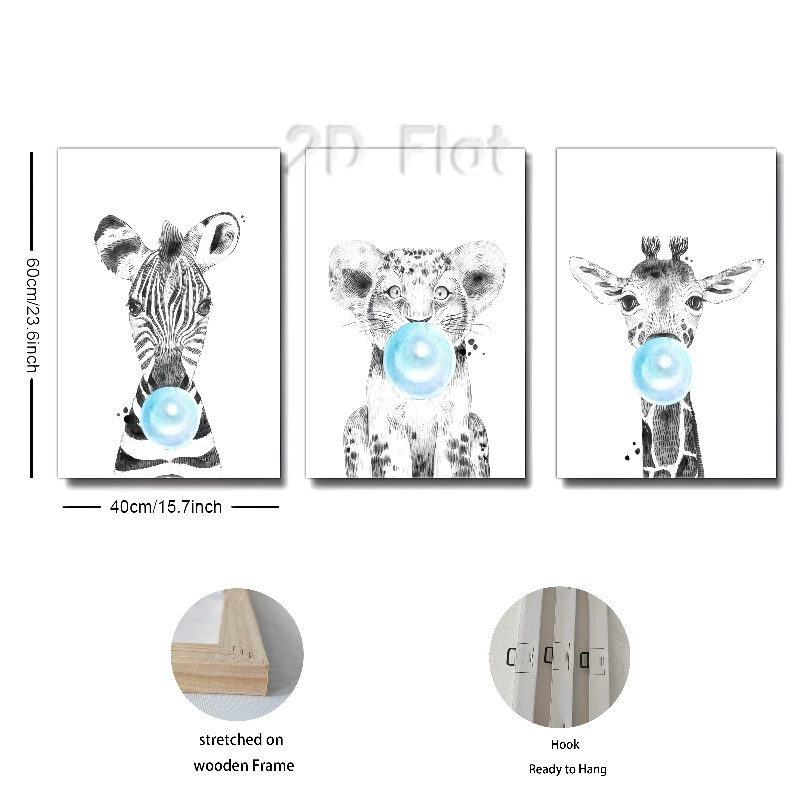 2D Flat
60cm/23.6inch
40cm/15.7inch
stretched on
wooden Frame
Hook
Ready to Hang